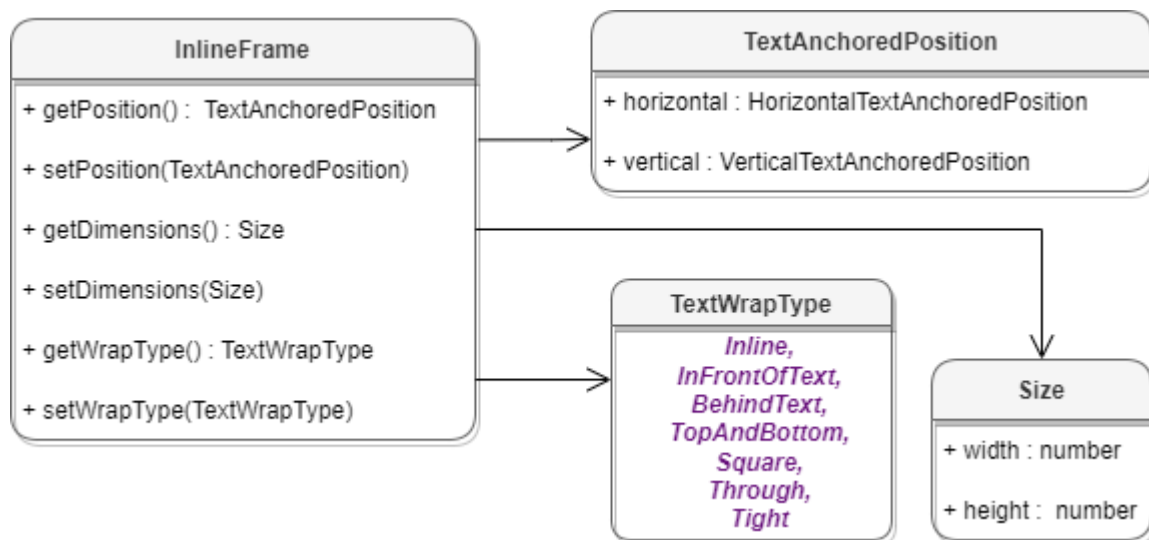 InlineFrame
+ getPosition() : TextAnchoredPosition
+ setPosition(TextAnchoredPosition)
+ getDimensions() : Size
+ setDimensions(Size)
+ getWrapType() : TextWrapType
+ setWrapType(TextWrapType)
TextAnchoredPosition
+ horizontal : HorizontalTextAnchoredPosition
+ vertical : VerticalTextAnchoredPosition
TextWrapType
Inline,
InFrontOfText,
BehindText,
TopAndBottom,
Square,
Through,
Tight
Size
+ width : number
+ height : number